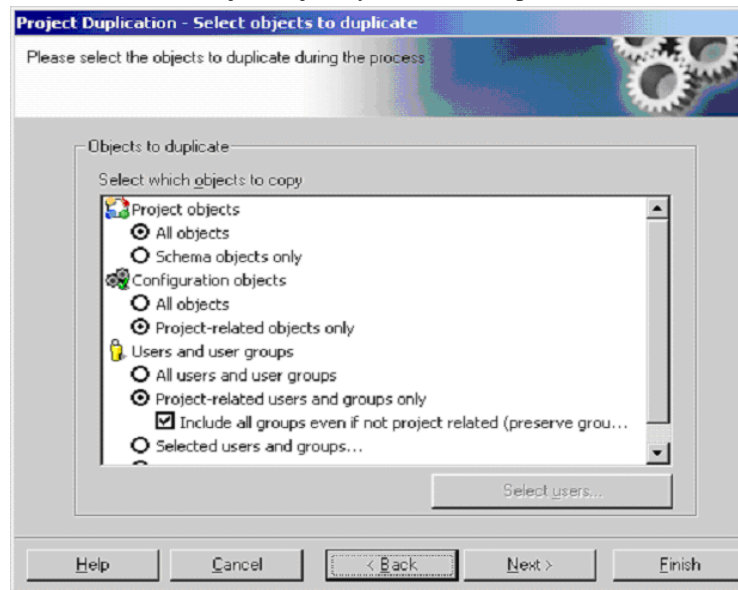 Project Duplication - Select objects to duplicate
Please select the objects to duplicate during the process
Objects to duplicate
Select which objects to copy
Project objects
All objects
Schema objects only
Configuration objects
All objects
Project-related objects only
Users and user groups
All users and user groups
Project-related users and groups only
Include all groups even if not project related (preserve grou...
Selected users and groups...
Select users...
Help Cancel < Back Next > Finish